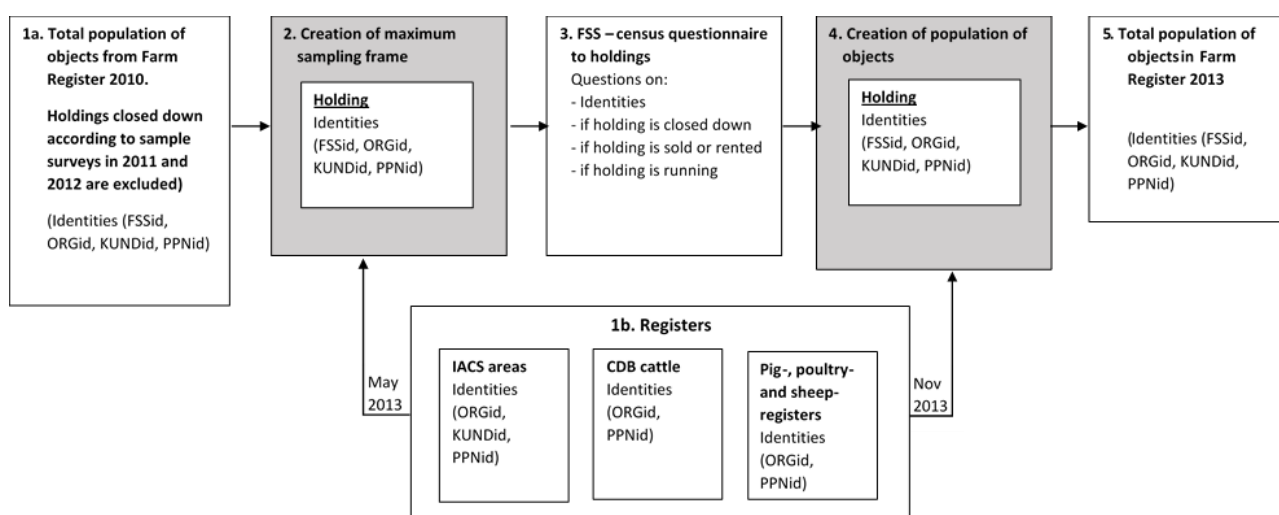 1a. Total population of
objects from Farm
Register 2010.
Holdings closed down
according to sample
surveys in 2011 and
2012 are excluded)
(Identities (FSSid,
ORGid, KUNDid, PPNid)
2. Creation of maximum
sampling frame
Holding
Identities
(FSSid, ORGid,
KUNDid, PPNid)
3. FSS – census questionnaire
to holdings
Questions on:
- Identities
- if holding is closed down
- if holding is sold or rented
- if holding is running
4. Creation of population of
objects
Holding
Identities
(FSSid, ORGid,
KUNDid, PPNid)
5. Total population of
objects in Farm
Register 2013
(Identities (FSSid,
ORGid, KUNDid,
PPNid)
May
2013
1b. Registers
IACS areas
Identities
(ORGid,
KUNDid,
PPNid)
CDB cattle
Identities
(ORGid,
PPNid)
Pig-, poultry-
and sheep-
registers
Identities
(ORGid,
PPNid)
Nov
2013